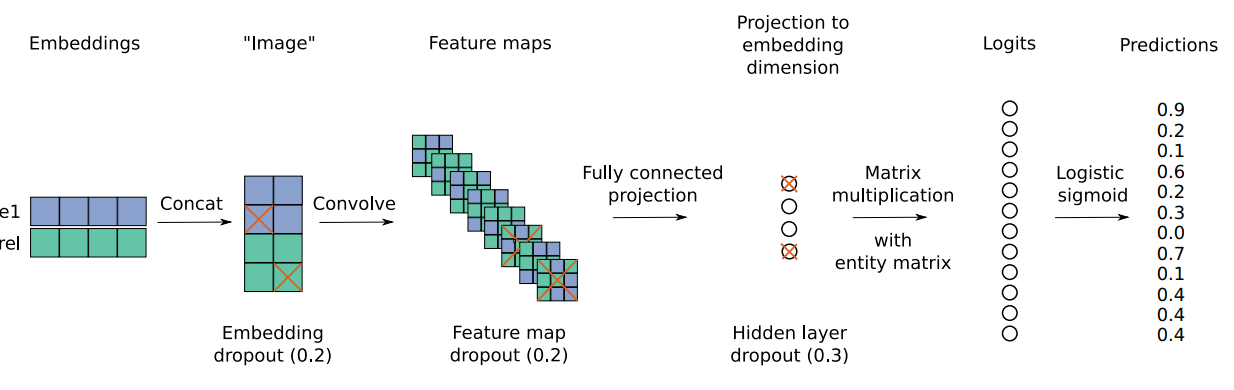 Embeddings
"Image"
Feature maps
Projection to
embedding
dimension
Logits
Predictions
e1
rel
Concat
Convolve
Fully connected
projection
Matrix
multiplication
with
entity matrix
Logistic
sigmoid
0.9
0.2
0.1
0.6
0.2
0.3
0.0
0.7
0.1
0.4
0.4
0.4
Embedding
dropout (0.2)
Feature map
dropout (0.2)
Hidden layer
dropout (0.3)